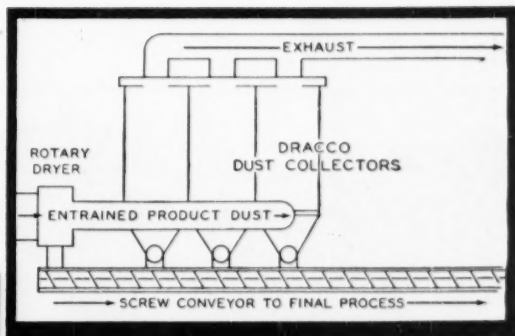 EXHAUST
ROTARY
DRYER
DRACCO
DUST COLLECTORS
ENTRAINED PRODUCT DUST
SCREW CONVEYOR TO FINAL PROCESS